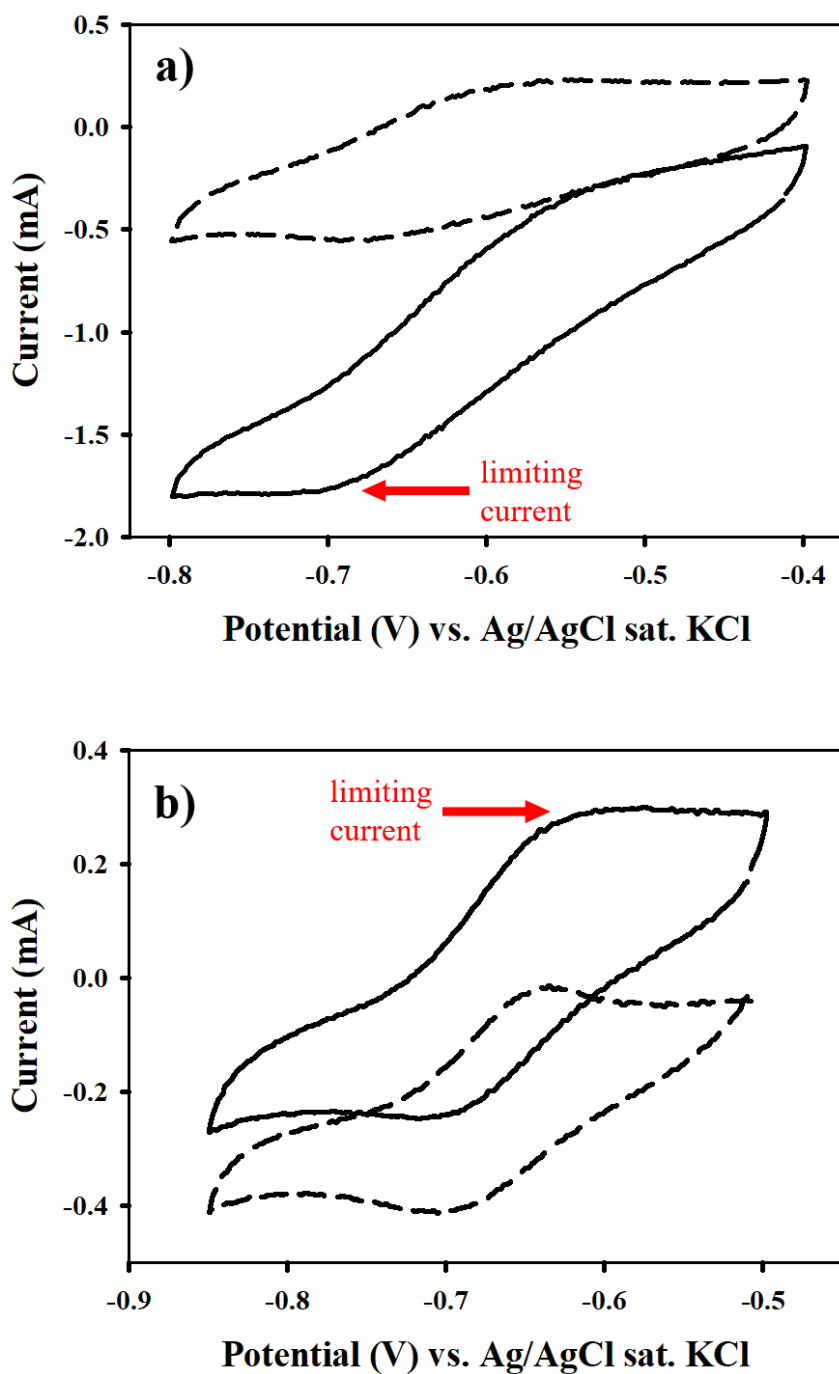 a)
0.5
0.0
-0.5
-1.0
-1.5
-2.0
Current (mA)
limiting
current
-0.8 -0.7 -0.6 -0.5 -0.4
Potential (V) vs. Ag/AgCl sat. KCl
b)
0.4
0.2
0.0
-0.2
-0.4
Current (mA)
limiting
current
-0.9 -0.8 -0.7 -0.6 -0.5
Potential (V) vs. Ag/AgCl sat. KCl